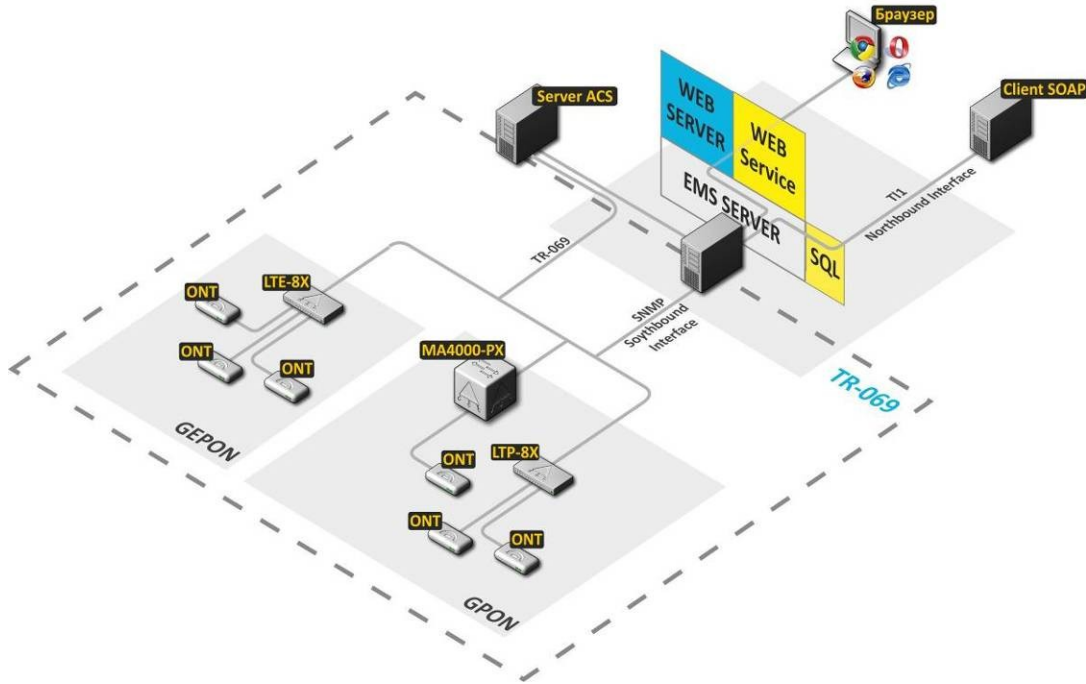 Браузер
Server ACS
Client SOAP
WEB
SERVER
WEB
Service
EMS SERVER
SQL
TI1
Northbound Interface
TR-069
SNMP
Soythbound
Interface
LTE-8X
ONT
ONT
ONT
GEPON
MA4000-PX
TR-069
ONT
LTP-8X
ONT
ONT
GPON